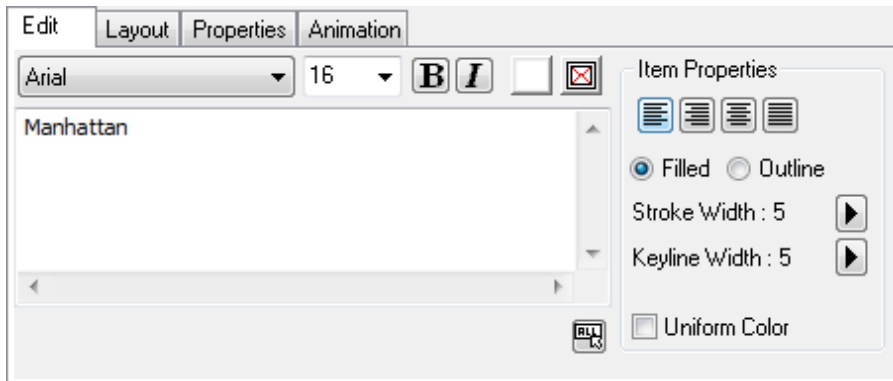 Edit Layout Properties Animation
Arial 16 B I
Item Properties
Manhattan
Filled Outline
Stroke Width : 5
Keyline Width : 5
ALL
Uniform Color